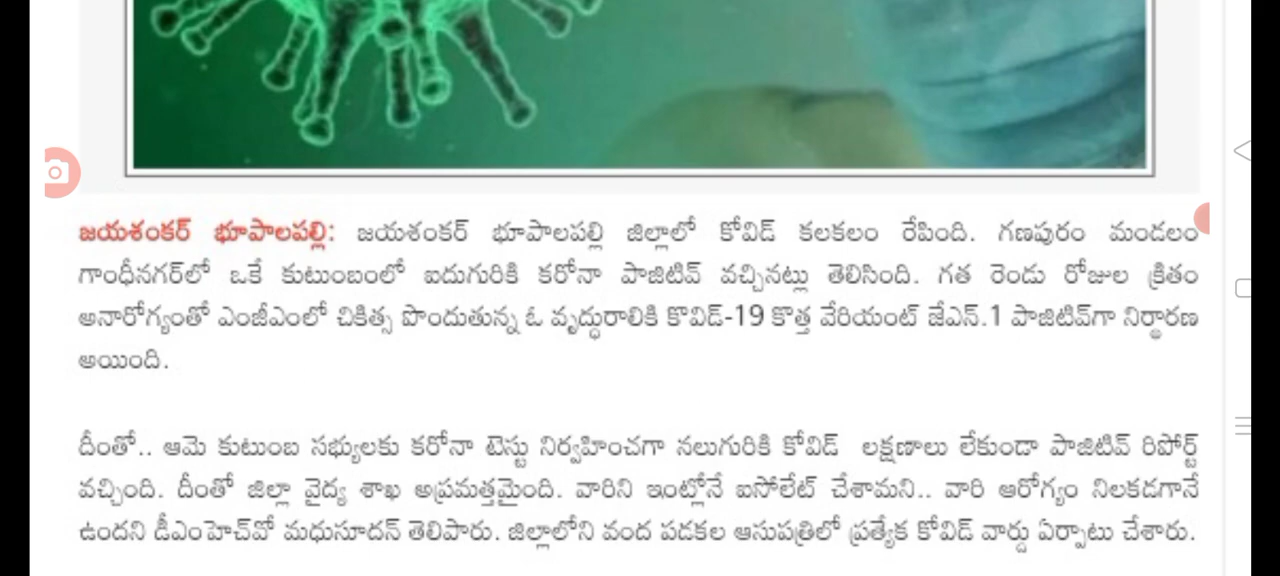 జయశంకర్ భూపాలపల్లి: జయశంకర్ భూపాలపల్లి జిల్లాలో కోవిడ్ కలకలం రేపింది. గణపురం మండలం
గాంధీనగర్‌లో ఒకే కుటుంబంలో ఐదుగురికి కరోనా పాజిటివ్ వచ్చినట్లు తెలిసింది. గత రెండు రోజుల క్రితం
అనారోగ్యంతో ఎంజీఎంలో చికిత్స పొందుతున్న ఓ వృద్ధురాలికి కొవిడ్-19 కొత్త వేరియంట్ జేఎన్.1 పాజిటివ్‌గా నిర్ధారణ
అయింది.
దీంతో.. ఆమె కుటుంబ సభ్యులకు కరోనా టెస్టు నిర్వహించగా నలుగురికి కోవిడ్ లక్షణాలు లేకుండా పాజిటివ్ రిపోర్ట్
వచ్చింది. దీంతో జిల్లా వైద్య శాఖ అప్రమత్తమైంది. వారిని ఇంట్లోనే ఐసోలేట్ చేశామని.. వారి ఆరోగ్యం నిలకడగానే
ఉందని డీఎంహెచ్‌వో మధుసూదన్ తెలిపారు. జిల్లాలోని వంద పడకల ఆసుపత్రిలో ప్రత్యేక కోవిడ్ వార్డు ఏర్పాటు చేశారు.